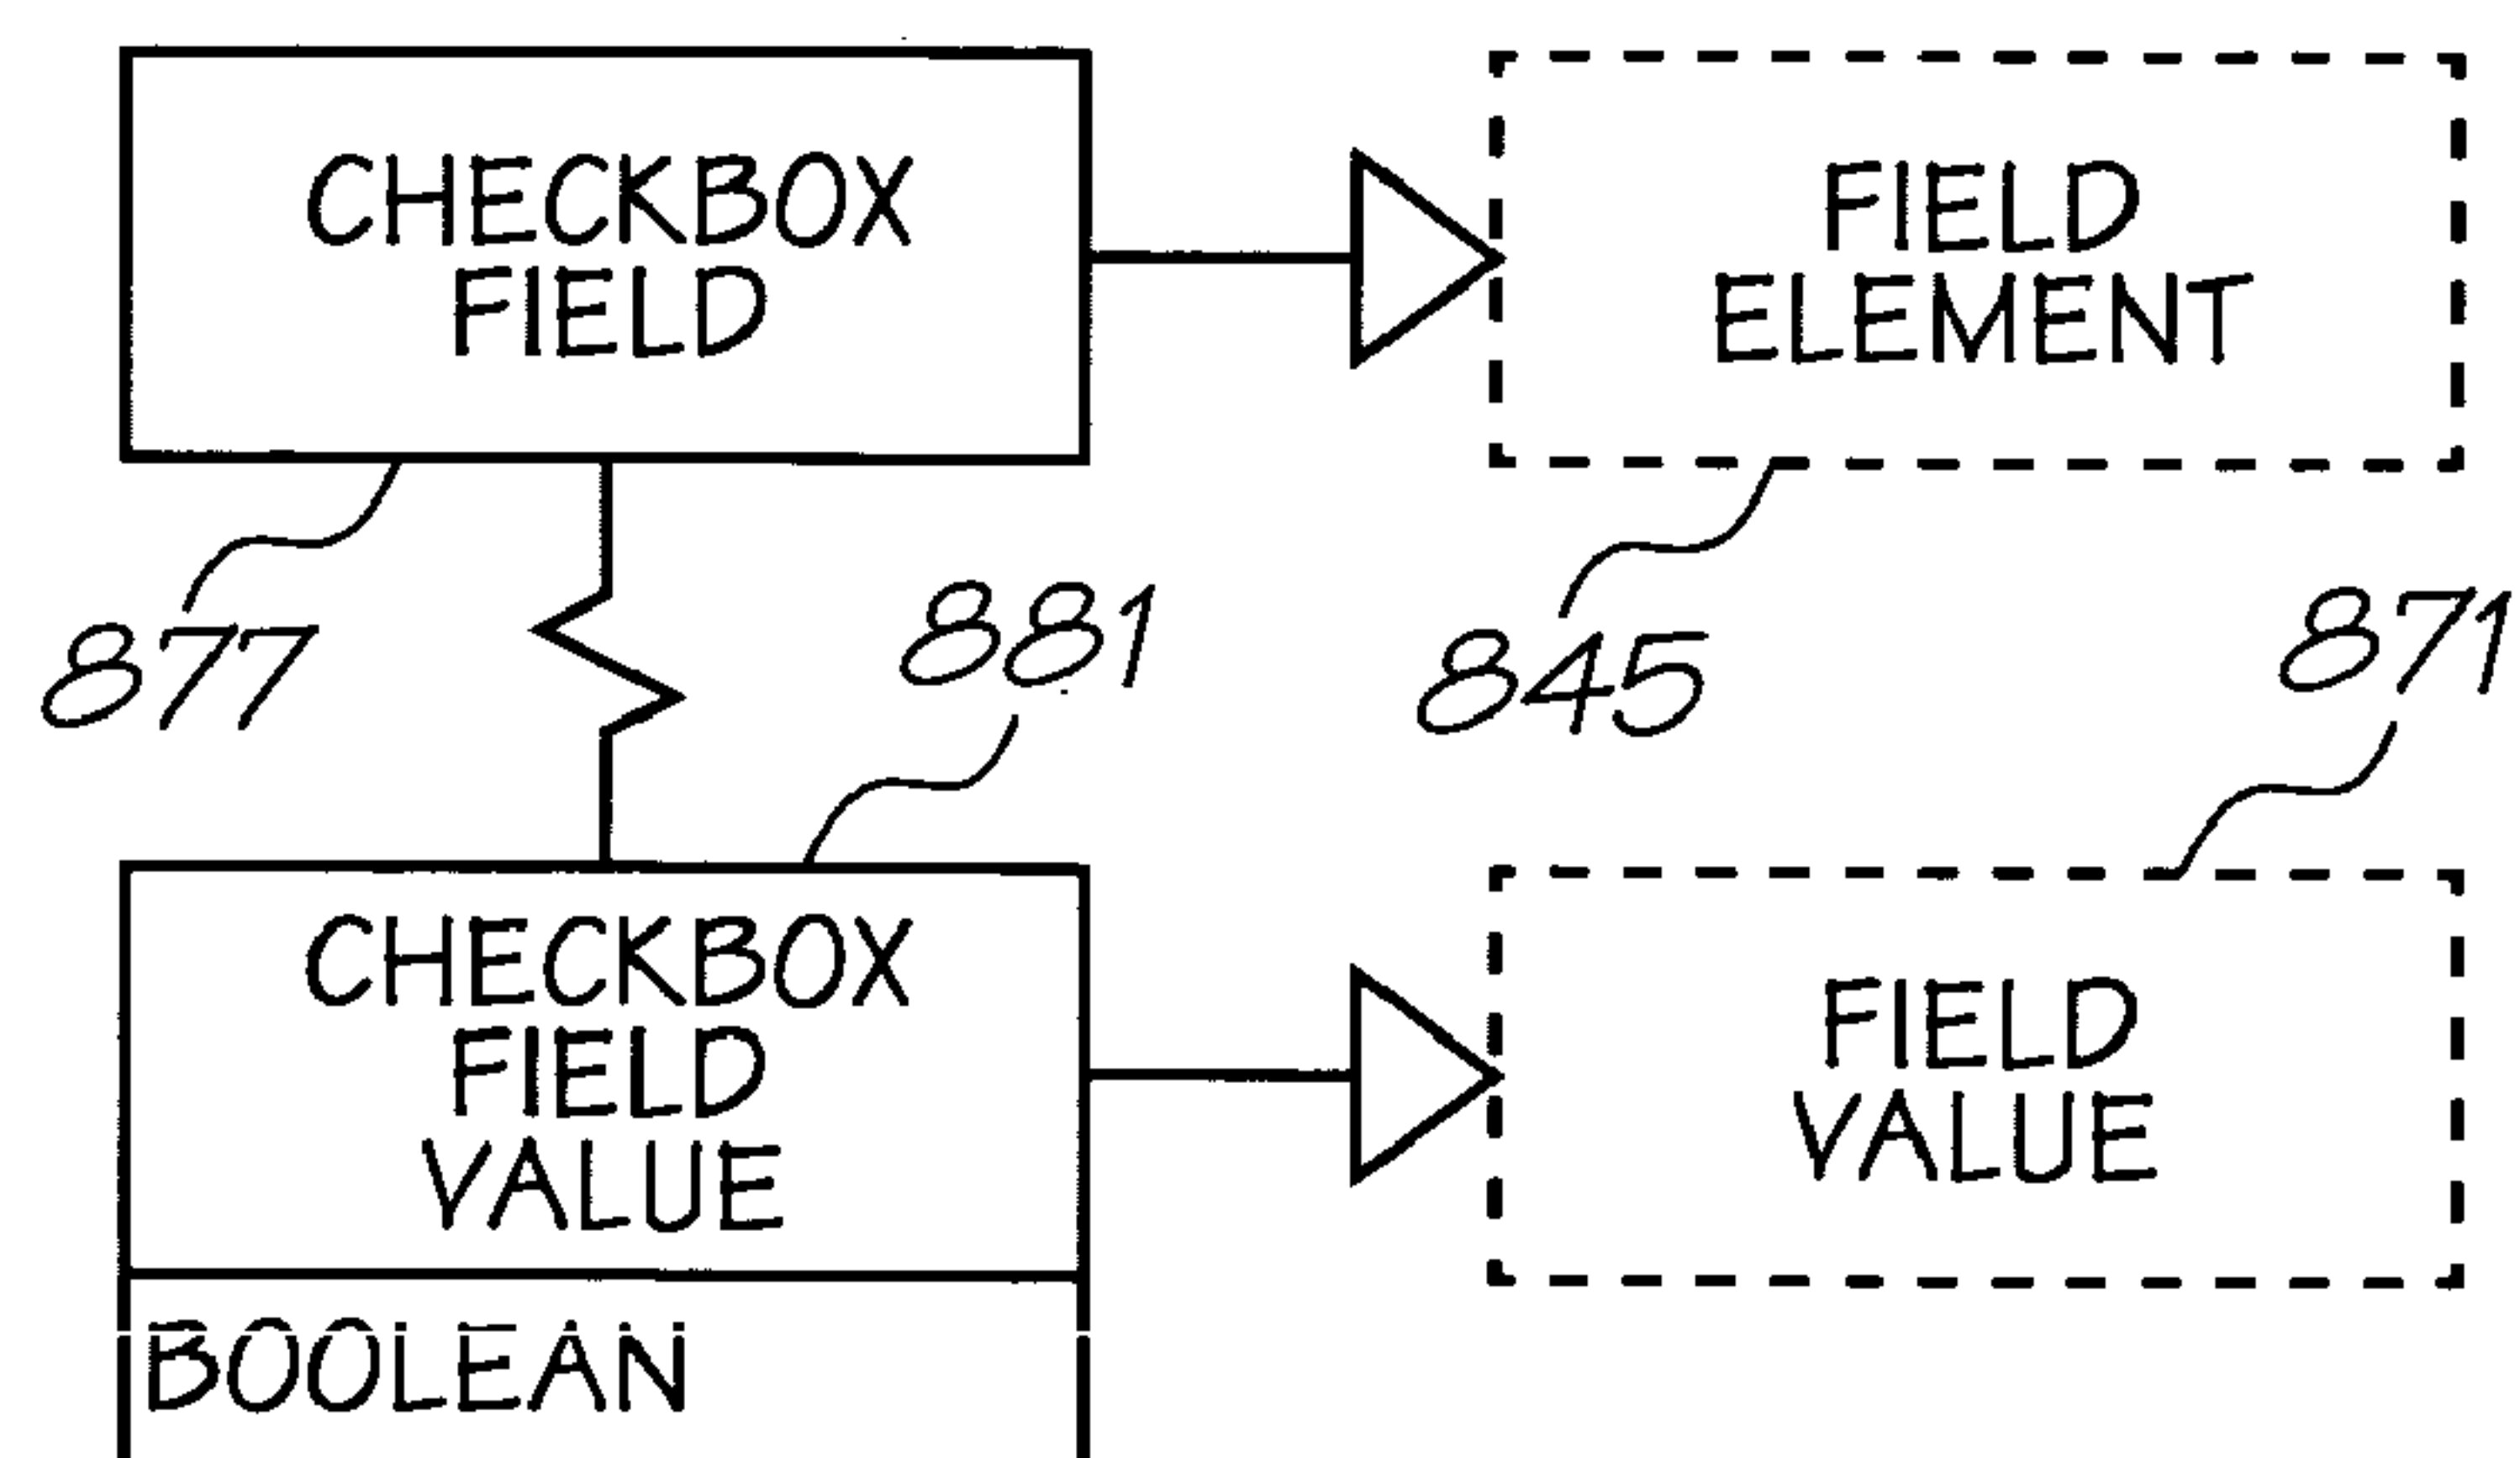 CHECKBOX
FIELD
FIELD
ELEMENT
877
881
845
871
CHECKBOX
FIELD
VALUE
FIELD
VALUE
BOOLEAN